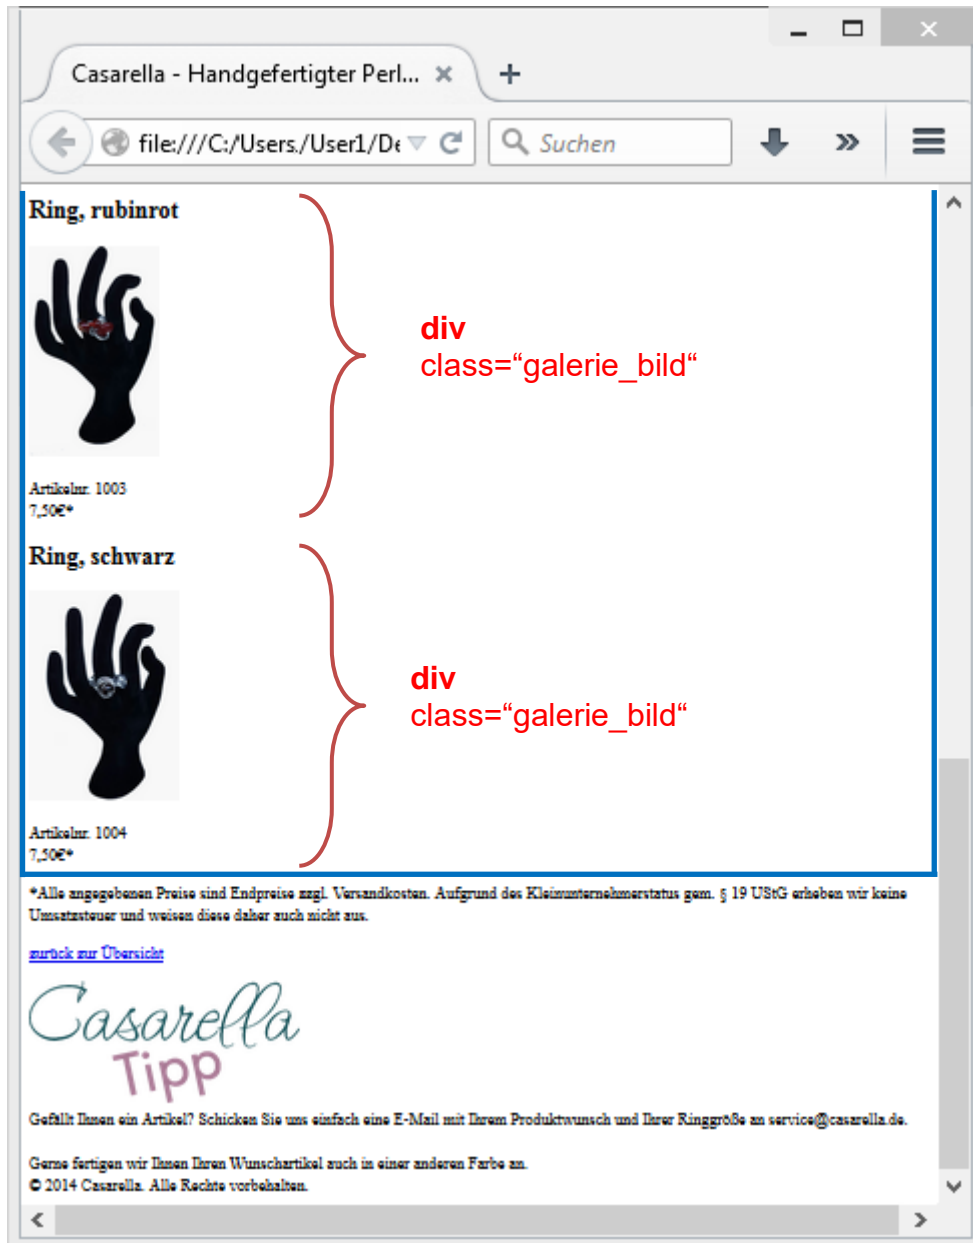 Casarella - Handgefertigter Perl...
file:///C:/Users./User1/De
Suchen
Ring, rubinrot
div
class=“galerie_bild“
Artikelnr. 1003
7,50€*
Ring, schwarz
div
class=“galerie_bild“
Artikelnr. 1004
7,50€*
*Alle angegebenen Preise sind Endpreise zzgl. Versandkosten. Aufgrund des Kleinunternehmerstatus gem. § 19 UStG erheben wir keine
Umsatzsteuer und weisen diese daher auch nicht aus.
zurück zur Übersicht
Casarella
Tipp
Gefällt Ihnen ein Artikel? Schicken Sie uns einfach eine E-Mail mit Ihrem Produktwunsch und Ihrer Ringgröße an service@casarella.de.
Gerne fertigen wir Ihnen Ihren Wunschartikel auch in einer anderen Farbe an.
© 2014 Casarella. Alle Rechte vorbehalten.